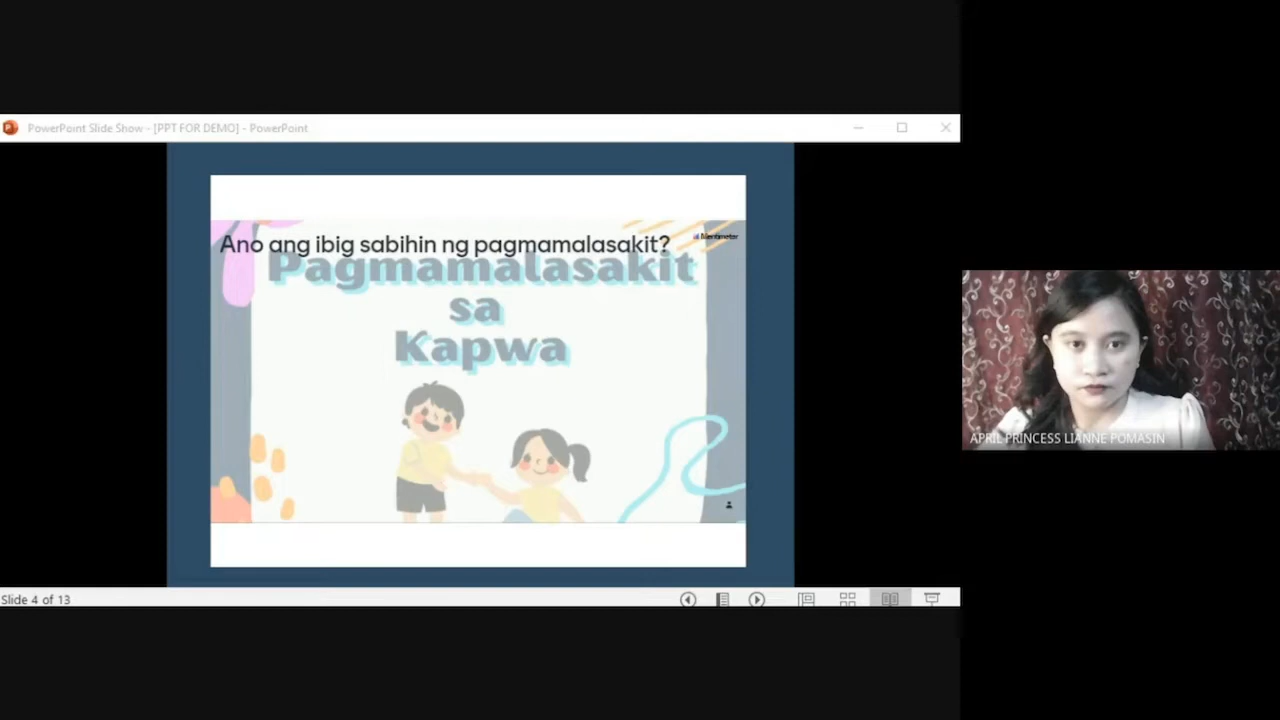 PowerPoint Slide Show - [PPT FOR DEMO] - PowerPoint
Ano ang ibig sabihin ng pagmamalasakit?
Mentimeter
Pagmamalasakit
sa
Kapwa
APRIL PRINCESS LIANNE POMASIN
Slide 4 of 13